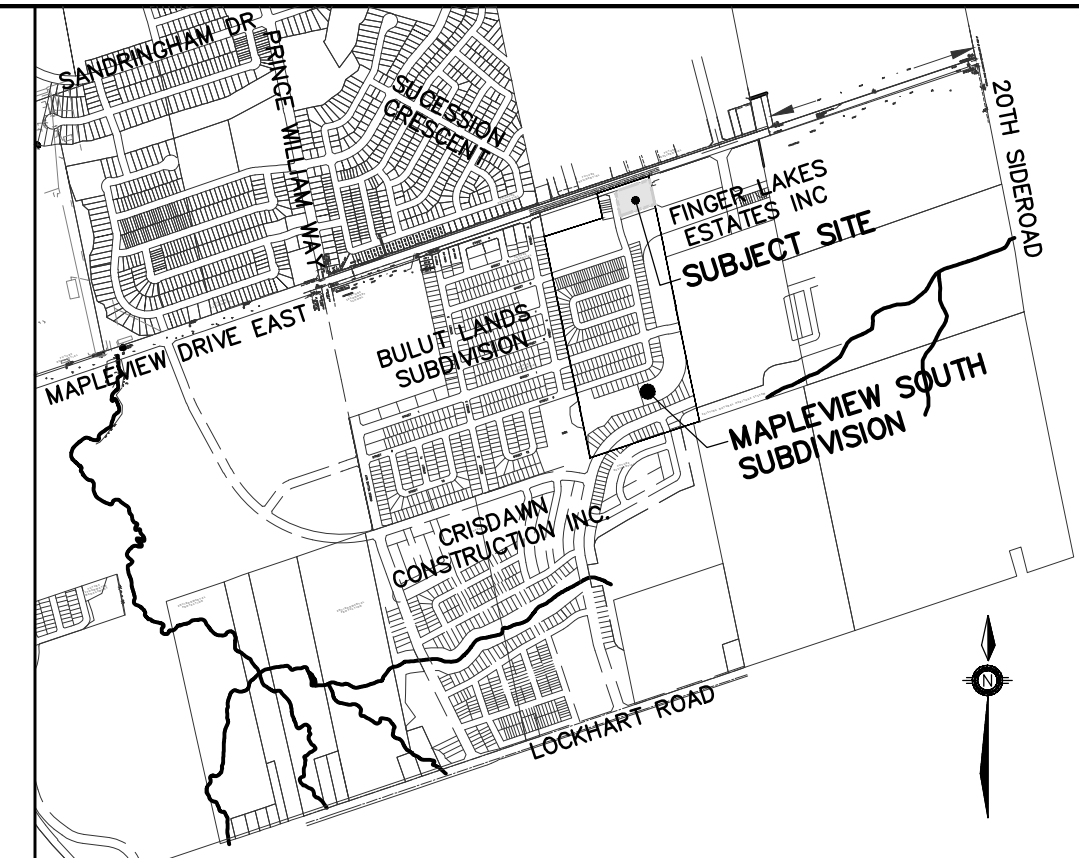 SANDRINGHAM DR
PRINCE WILLIAM WAY
SUCESSION
CRESCENT
20TH SIDEROAD
FINGER LAKES
ESTATES INC
SUBJECT SITE
MAPLEVIEW DRIVE EAST
BULUT LANDS
SUBDIVISION
MAPLEVIEW SOUTH
SUBDIVISION
CRISDAWN
CONSTRUCTION INC.
LOCKHART ROAD
N